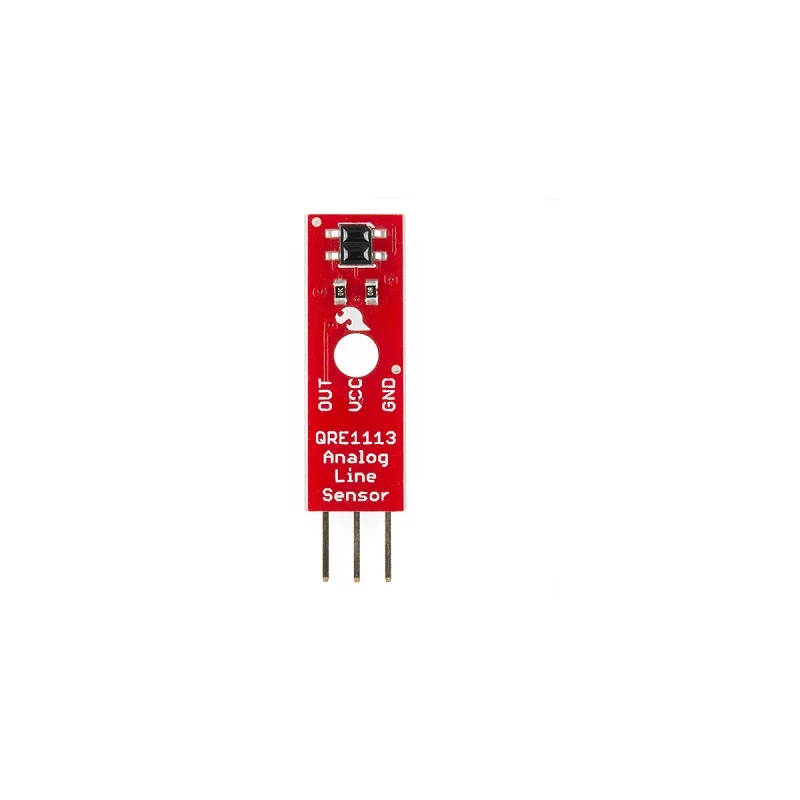 OUT
VCC
GND
QRE1113
Analog
Line
Sensor